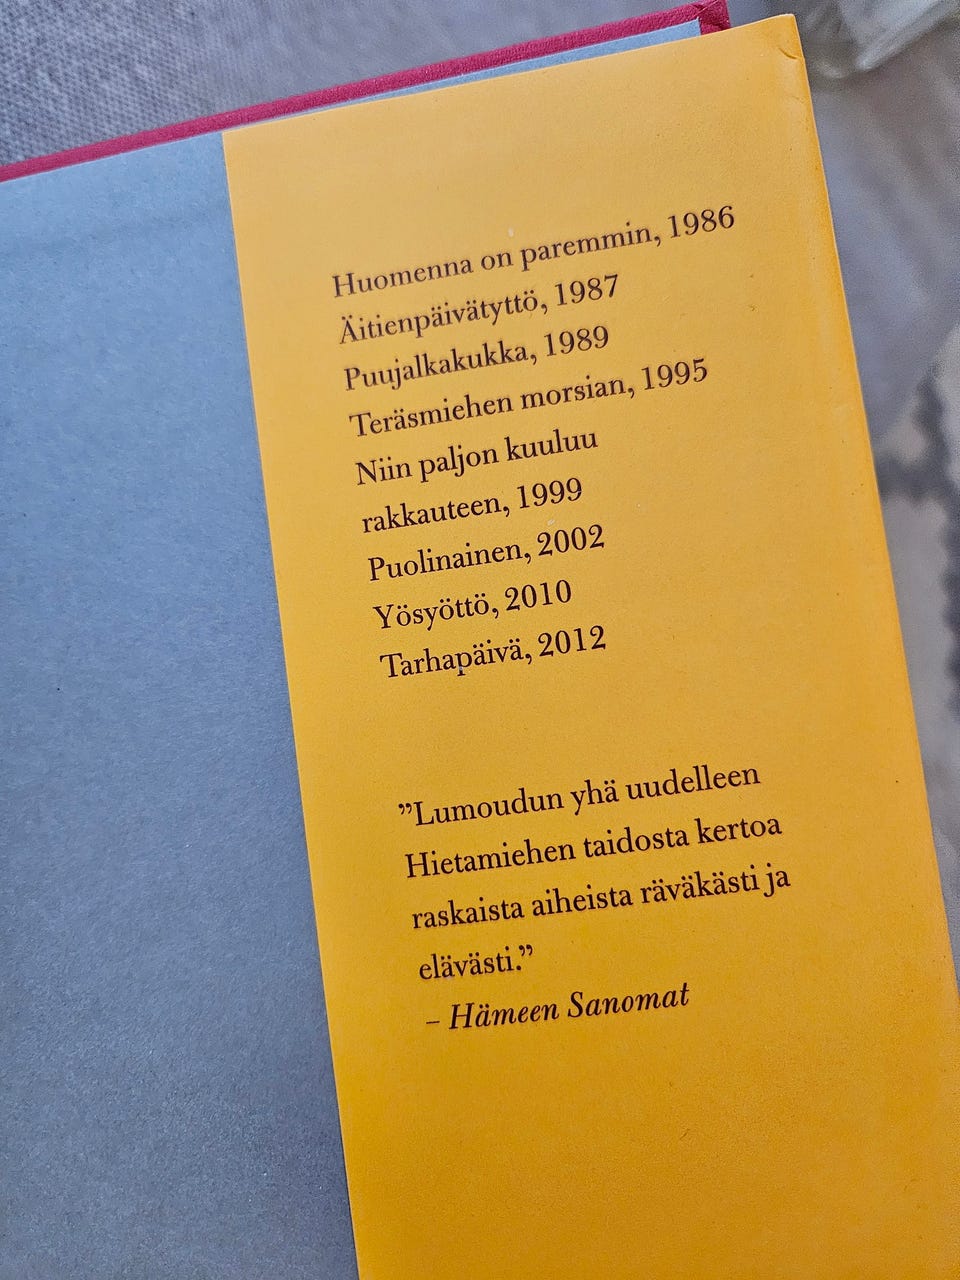 Huomenna on paremmin, 1986
Äitienpäivätyttö, 1987
Puujalkakukka, 1989
Teräsmiehen morsian, 1995
Niin paljon kuuluu
rakkauteen, 1999
Puolinainen, 2002
Yösyöttö, 2010
Tarhapäivä, 2012
”Lumoudun yhä uudelleen
Hietamiehen taidosta kertoa
raskaista aiheista räväkästi ja
elävästi.”
– Hämeen Sanomat